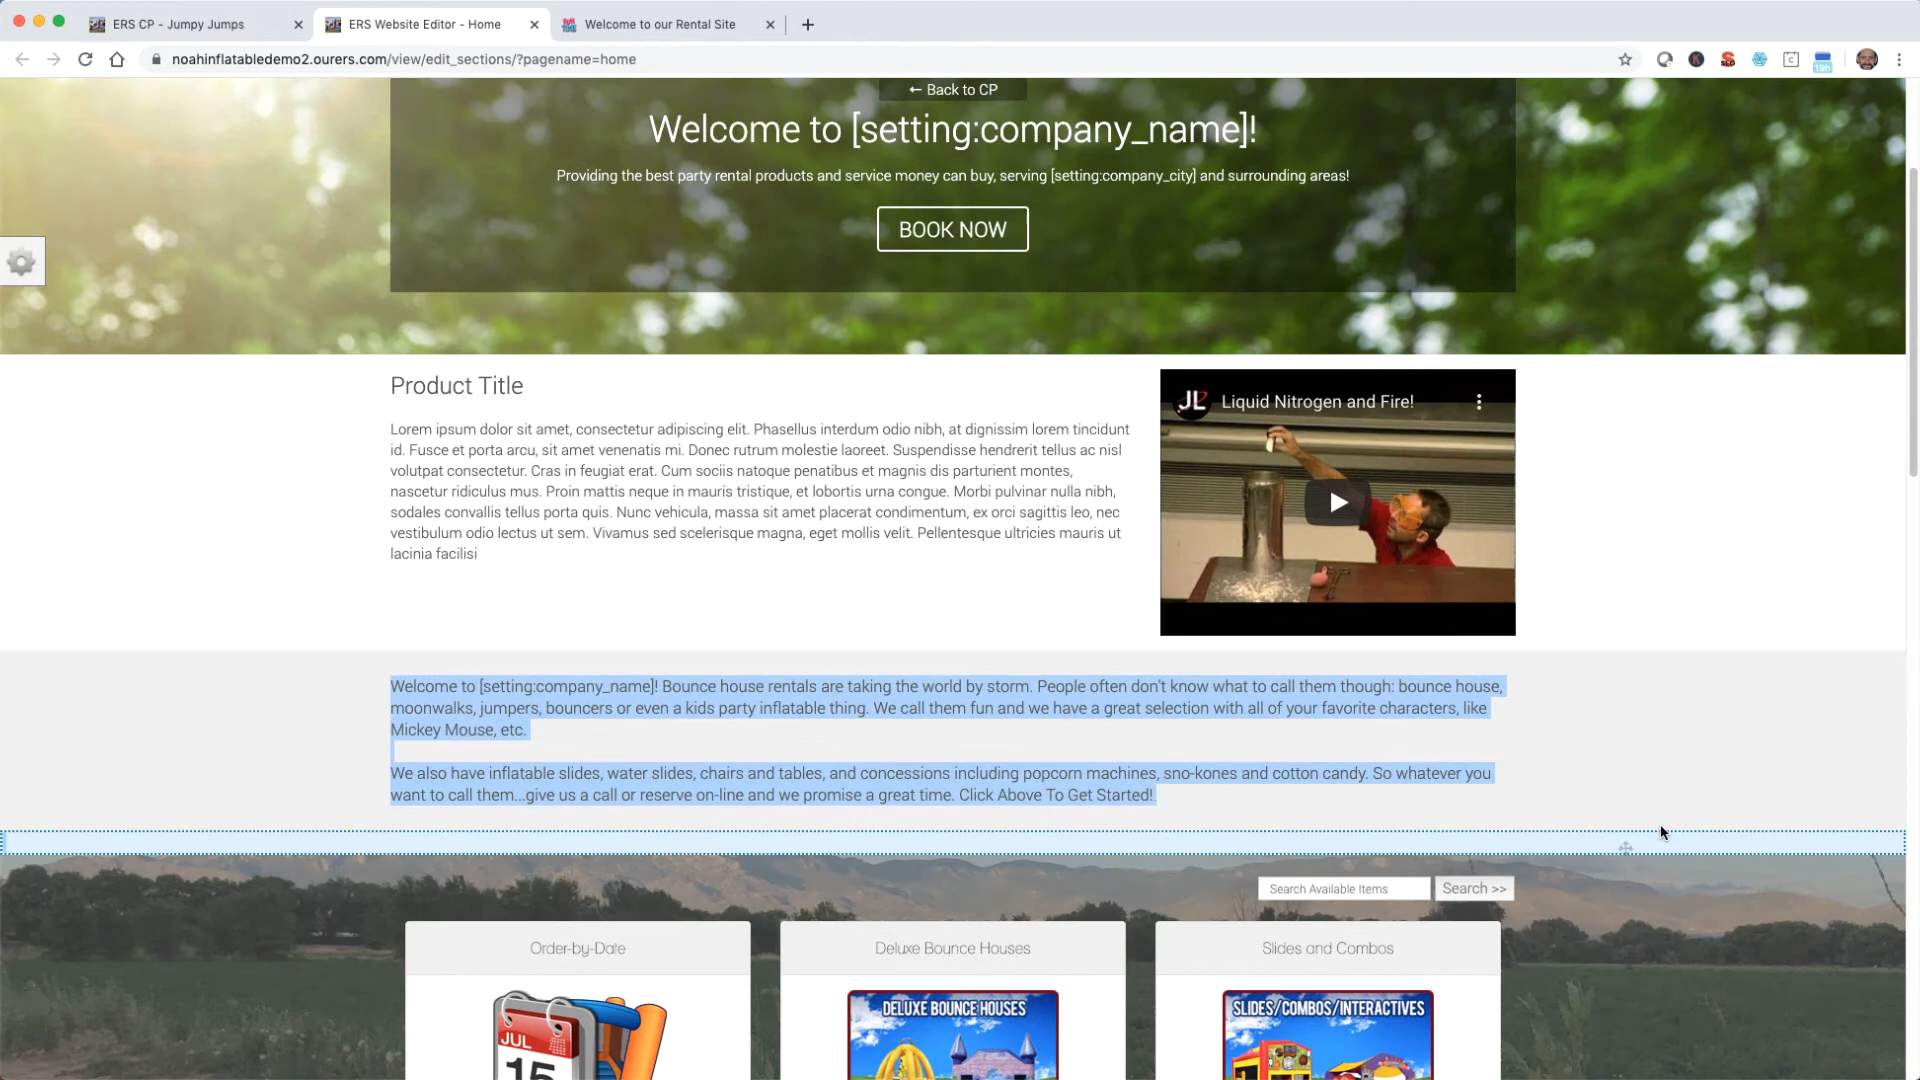 ERS CP - Jumpy Jumps
ERS Website Editor - Home
Welcome to our Rental Site
noahinflatabledemo2.ourers.com/view/edit_sections/?pagename=home
← Back to CP
Welcome to [setting:company_name]!
Providing the best party rental products and service money can buy, serving [setting:company_city] and surrounding areas!
BOOK NOW
Product Title
Lorem ipsum dolor sit amet, consectetur adipiscing elit. Phasellus interdum odio nibh, at dignissim lorem tincidunt
id. Fusce et porta arcu, sit amet venenatis mi. Donec rutrum molestie laoreet. Suspendisse hendrerit tellus ac nisl
volutpat consectetur. Cras in feugiat erat. Cum sociis natoque penatibus et magnis dis parturient montes,
nascetur ridiculus mus. Proin mattis neque in mauris tristique, et lobortis urna congue. Morbi pulvinar nulla nibh,
sodales convallis tellus porta quis. Nunc vehicula, massa sit amet placerat condimentum, ex orci sagittis leo, nec
vestibulum odio lectus ut sem. Vivamus sed scelerisque magna, eget mollis velit. Pellentesque ultricies mauris ut
lacinia facilisi
JL Liquid Nitrogen and Fire!
Welcome to [setting:company_name]! Bounce house rentals are taking the world by storm. People often don't know what to call them though: bounce house,
moonwalks, jumpers, bouncers or even a kids party inflatable thing. We call them fun and we have a great selection with all of your favorite characters, like
Mickey Mouse, etc.
We also have inflatable slides, water slides, chairs and tables, and concessions including popcorn machines, sno-kones and cotton candy. So whatever you
want to call them...give us a call or reserve on-line and we promise a great time. Click Above To Get Started!.
Search Available Items
Search >>
Order-by-Date
Deluxe Bounce Houses
Slides and Combos
JUL
15
DELUXE BOUNCE HOUSES
SLIDES/COMBOS/INTERACTIVES